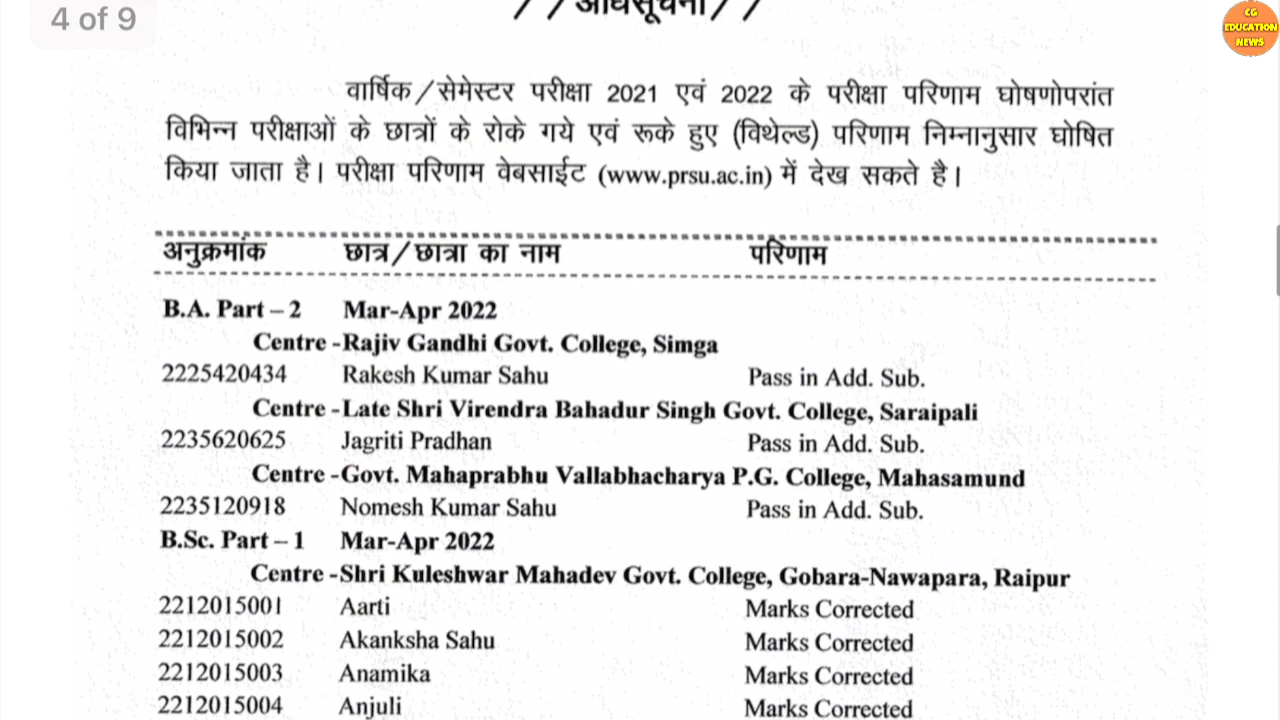 4 of 9
//अधिसूचना//
CG
EDUCATION
NEWS
वार्षिक/सेमेस्टर परीक्षा 2021 एवं 2022 के परीक्षा परिणाम घोषणोपरांत
विभिन्न परीक्षाओं के छात्रों के रोके गये एवं रूके हुए (विथेल्ड) परिणाम निम्नानुसार घोषित
किया जाता है। परीक्षा परिणाम वेबसाईट (www.prsu.ac.in) में देख सकते है।
अनुक्रमांक छात्र/छात्रा का नाम परिणाम
B.A. Part – 2 Mar-Apr 2022
Centre -Rajiv Gandhi Govt. College, Simga
2225420434 Rakesh Kumar Sahu Pass in Add. Sub.
Centre -Late Shri Virendra Bahadur Singh Govt. College, Saraipali
2235620625 Jagriti Pradhan Pass in Add. Sub.
Centre -Govt. Mahaprabhu Vallabhacharya P.G. College, Mahasamund
2235120918 Nomesh Kumar Sahu Pass in Add. Sub.
B.Sc. Part – 1 Mar-Apr 2022
Centre -Shri Kuleshwar Mahadev Govt. College, Gobara-Nawapara, Raipur
2212015001 Aarti Marks Corrected
2212015002 Akanksha Sahu Marks Corrected
2212015003 Anamika Marks Corrected
2212015004 Anjuli Marks Corrected